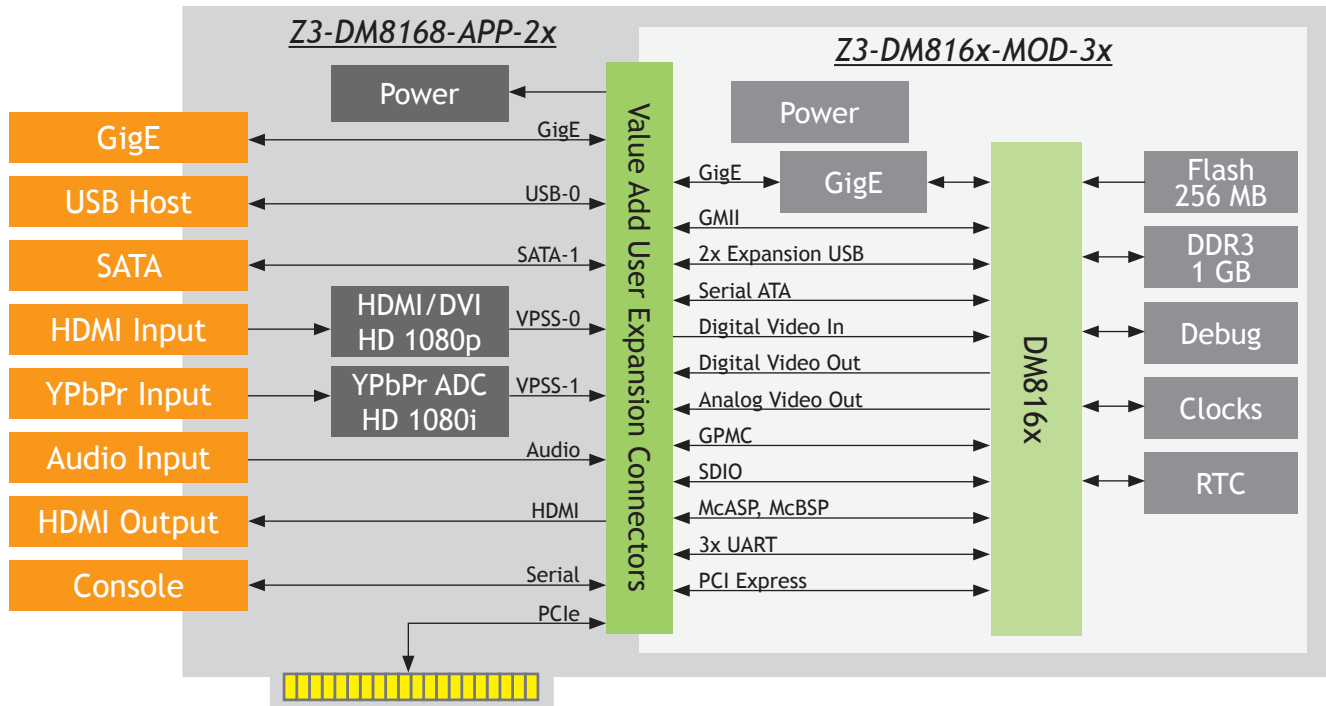 Z3-DM8168-APP-2x
Z3-DM816x-MOD-3x
Power
GigE
USB Host
SATA
HDMI Input
YPbPr Input
Audio Input
HDMI Output
Console
GigE
USB-0
SATA-1
HDMI/DVI
HD 1080p
VPSS-0
YPbPr ADC
HD 1080i
VPSS-1
Audio
HDMI
Serial
PCIe
Value Add User Expansion Connectors
Power
GigE
GigE
GMII
2x Expansion USB
Serial ATA
Digital Video In
Digital Video Out
Analog Video Out
GPMC
SDIO
McASP, McBSP
3x UART
PCI Express
DM816x
Flash
256 MB
DDR3
1 GB
Debug
Clocks
RTC